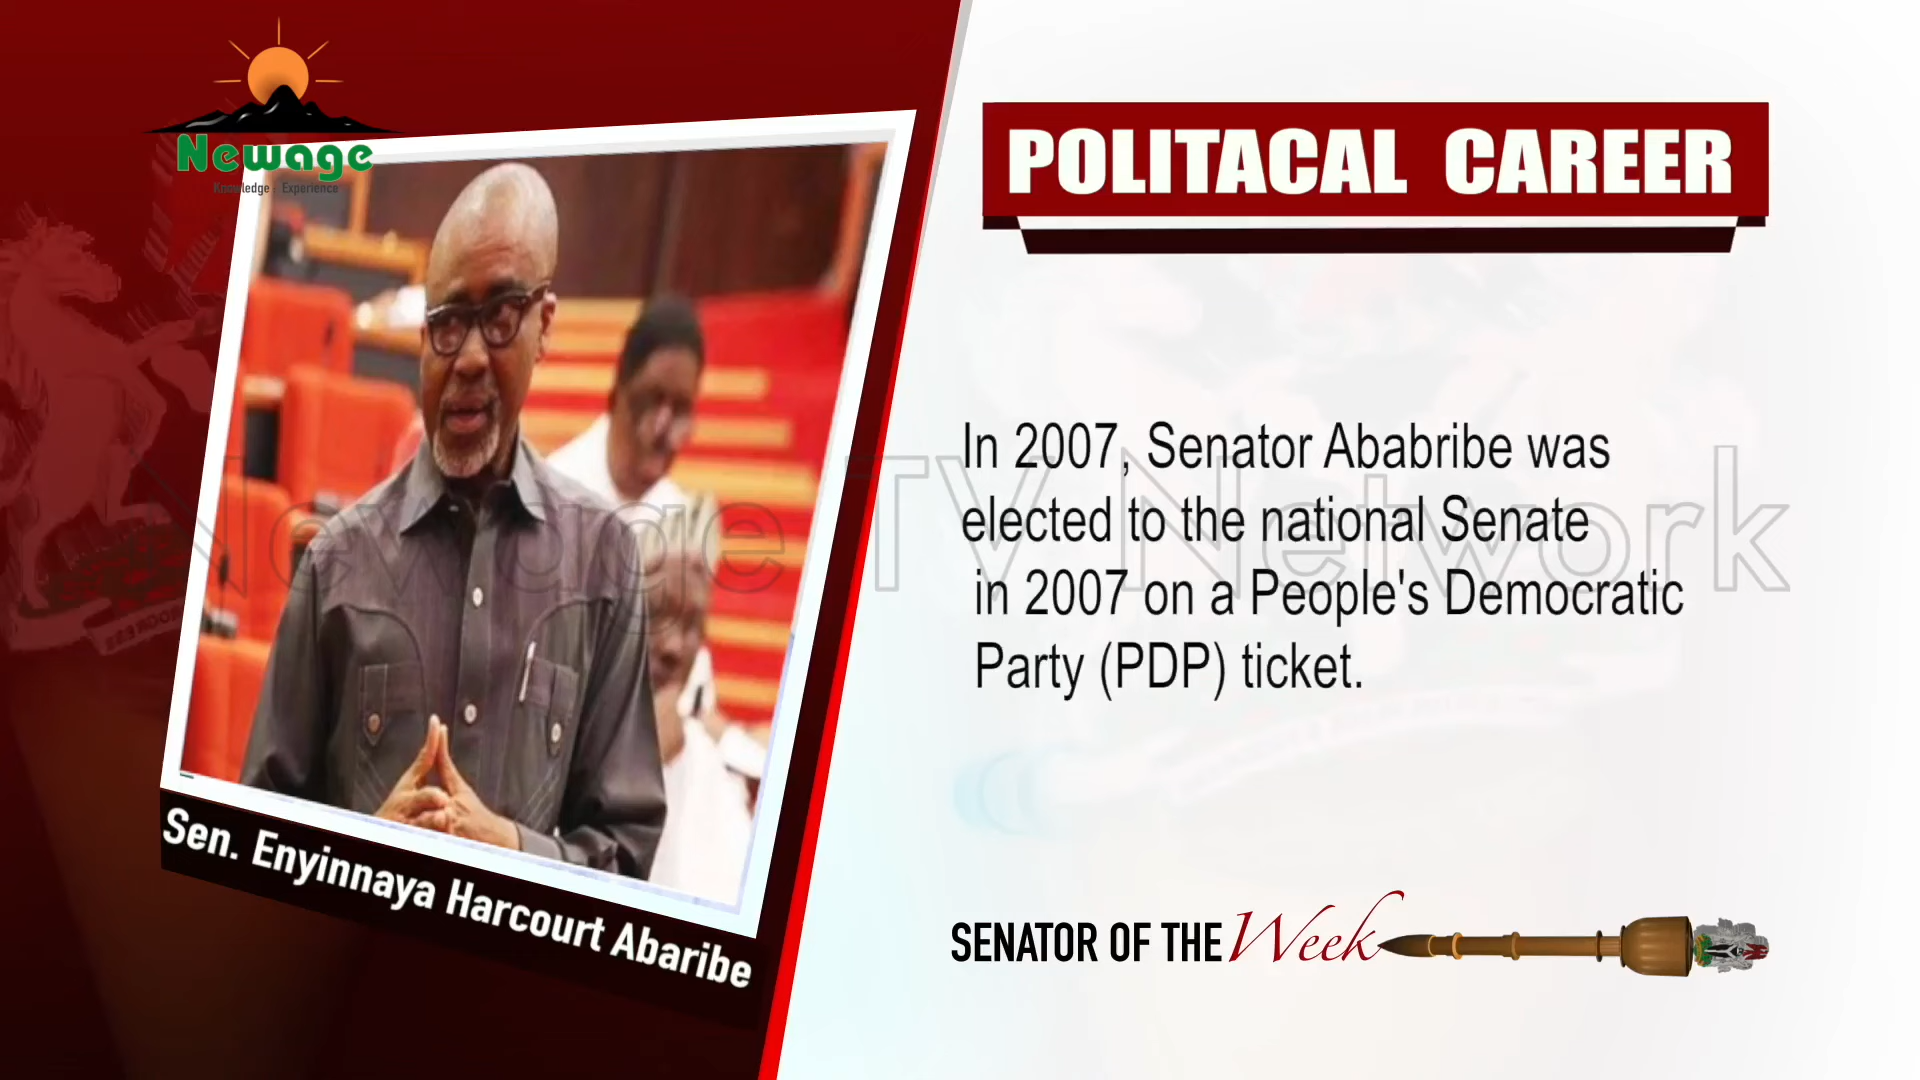 Newage
Knowledge - Experience
POLITACAL CAREER
In 2007, Senator Ababribe was
elected to the national Senate
in 2007 on a People's Democratic
Party (PDP) ticket.
Newage TV Network
Sen. Enyinnaya Harcourt Abaribe
SENATOR OF THE Week